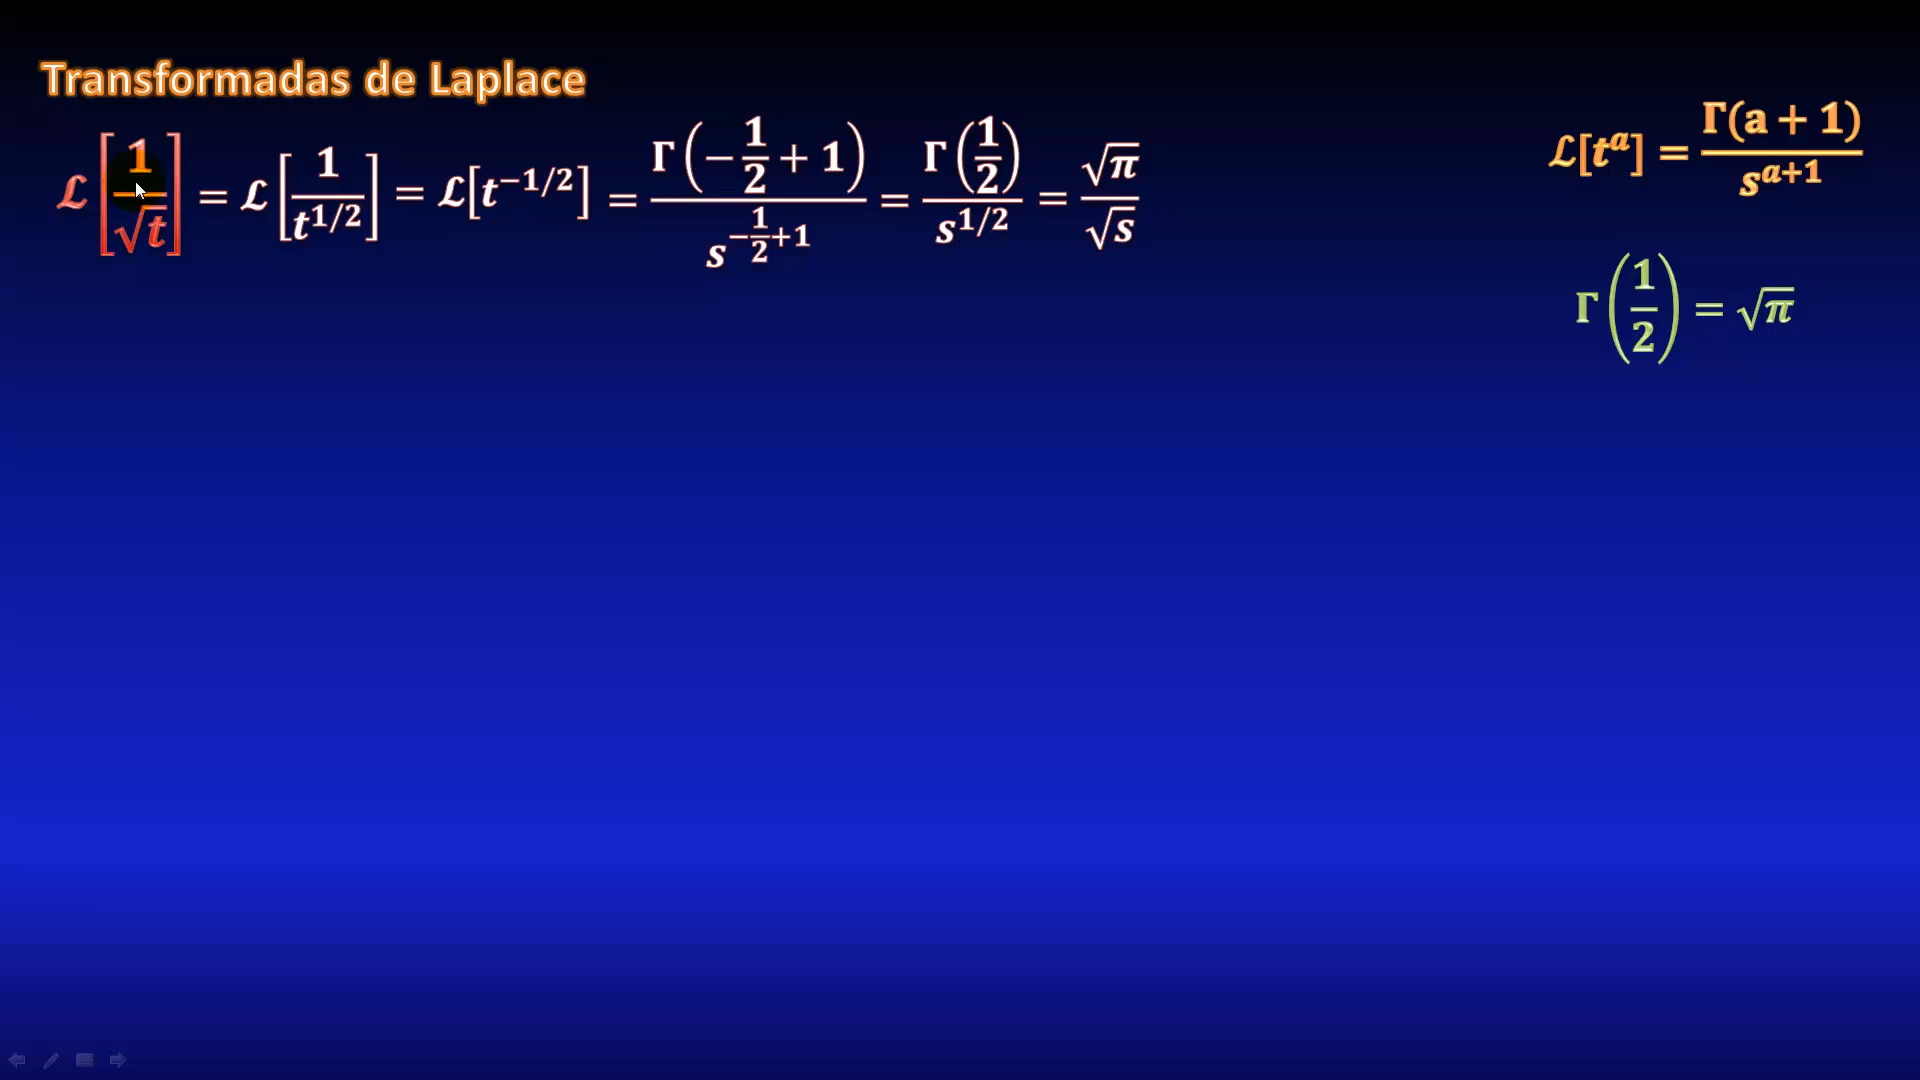 Transformadas de Laplace
ℒ[1/√t] = ℒ[1/t^{1/2}] = ℒ[t^{-1/2}] = Γ(-1/2 + 1)/s^{-1/2+1} = Γ(1/2)/s^{1/2} = √π/√s
ℒ[t^a] = Γ(a + 1)/s^{a+1}
Γ(1/2) = √π